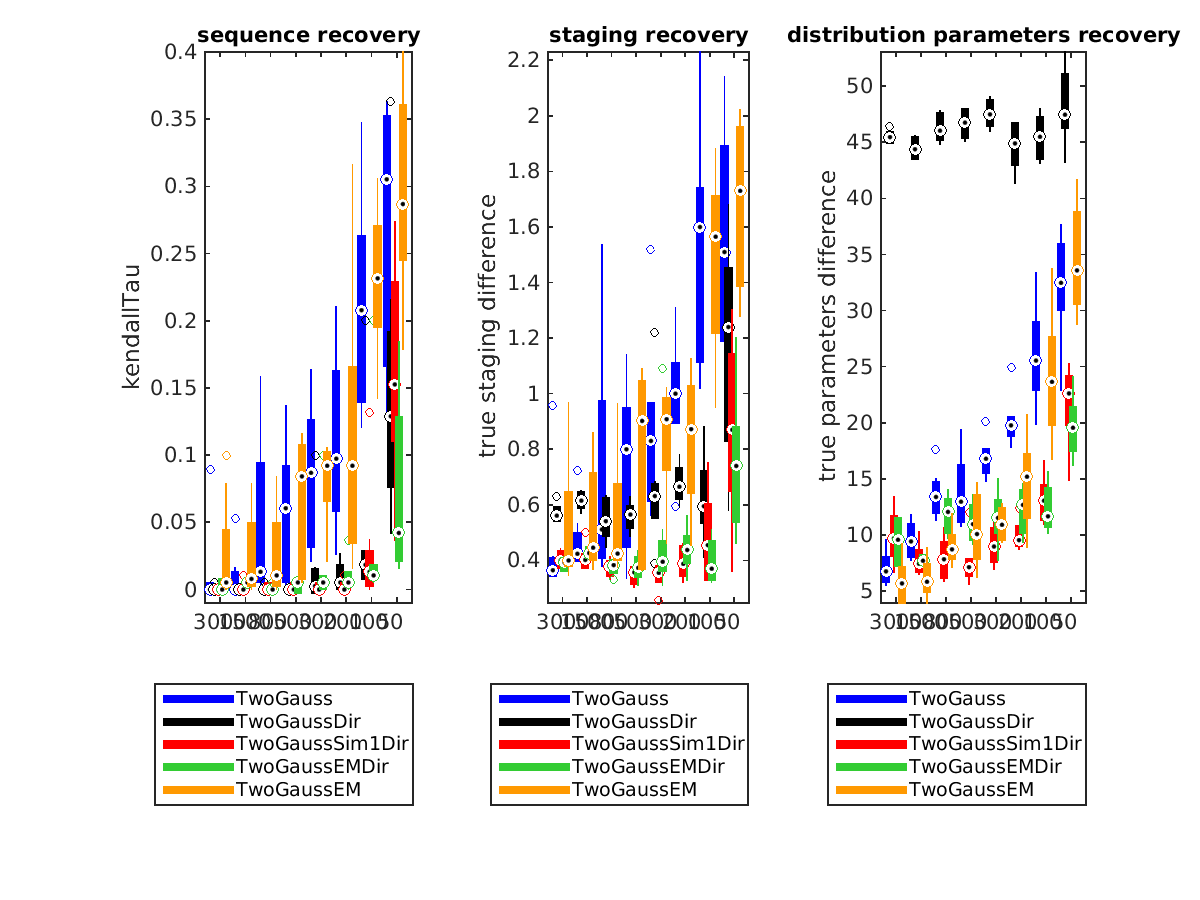 sequence recovery
kendallTau
0.4
0.35
0.3
0.25
0.2
0.15
0.1
0.05
0
TwoGauss
TwoGaussDir
TwoGaussSim1Dir
TwoGaussEMDir
TwoGaussEM
staging recovery
true staging difference
2.2
2
1.8
1.6
1.4
1.2
1
0.8
0.6
0.4
TwoGauss
TwoGaussDir
TwoGaussSim1Dir
TwoGaussEMDir
TwoGaussEM
distribution parameters recovery
true parameters difference
50
45
40
35
30
25
20
15
10
5
TwoGauss
TwoGaussDir
TwoGaussSim1Dir
TwoGaussEMDir
TwoGaussEM